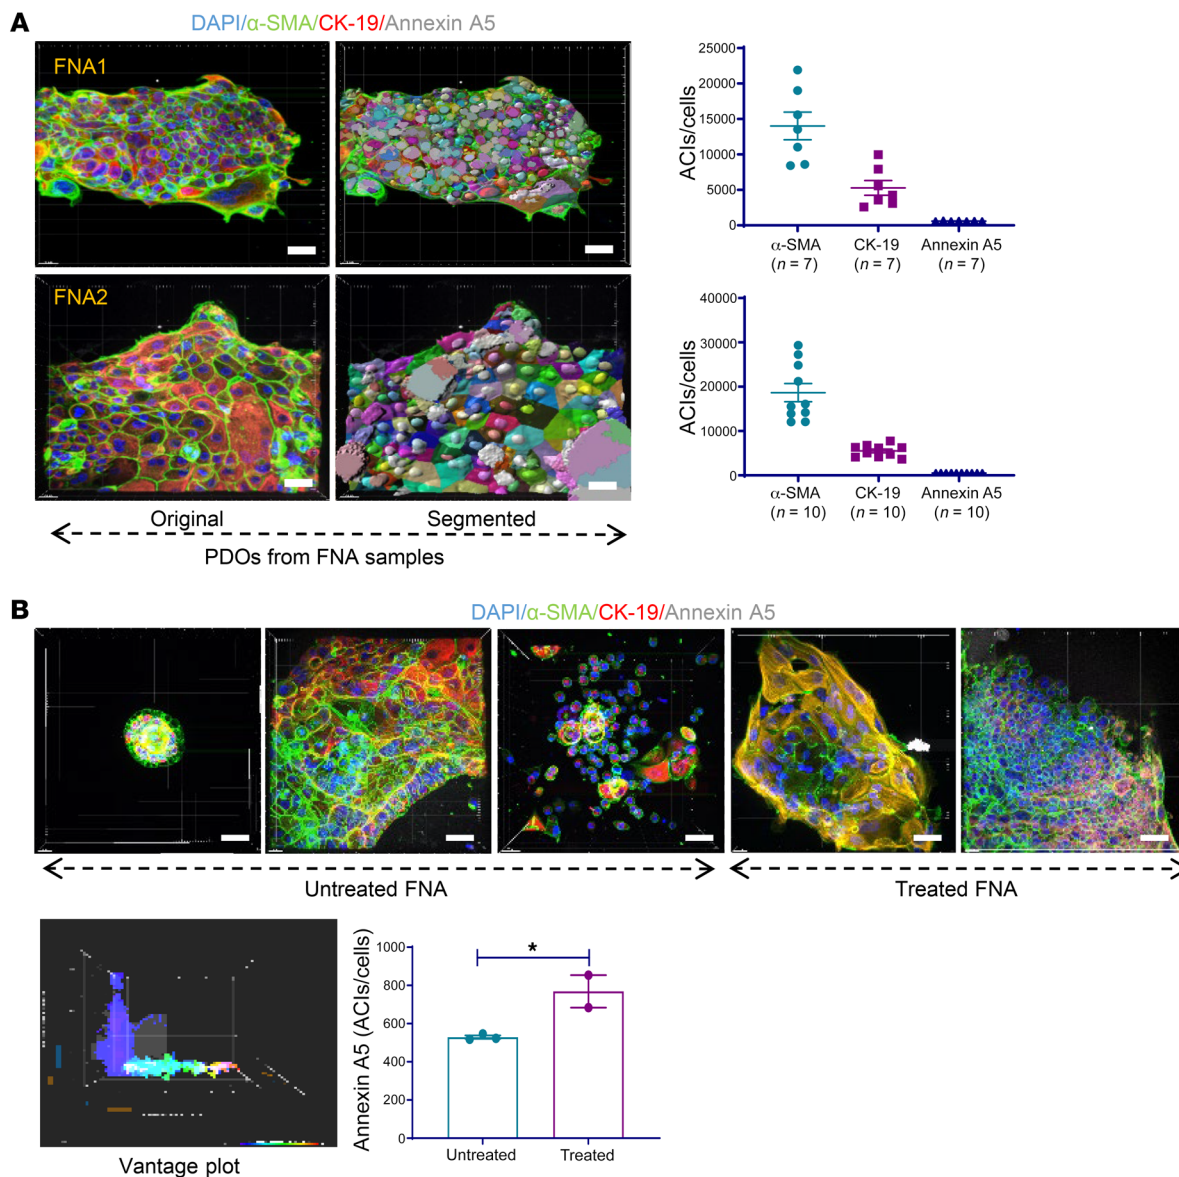 A
DAPI/α-SMA/CK-19/Annexin A5
FNA1
FNA2
Original
Segmented
PDOs from FNA samples
ACIs/cells
25000
20000
15000
10000
5000
0
α-SMA
(n = 7)
CK-19
(n = 7)
Annexin A5
(n = 7)
ACIs/cells
40000
30000
20000
10000
0
α-SMA
(n = 10)
CK-19
(n = 10)
Annexin A5
(n = 10)
B
DAPI/α-SMA/CK-19/Annexin A5
Untreated FNA
Treated FNA
Vantage plot
Annexin A5 (ACIs/cells)
1000
800
600
400
200
0
*
Untreated
Treated